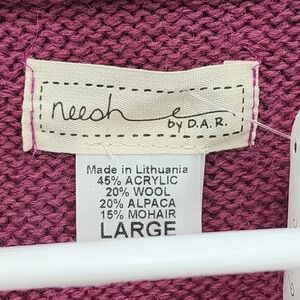 neesh
by D.A.R.
Made in Lithuania
45% ACRYLIC
20% WOOL
20% ALPACA
15% MOHAIR
LARGE